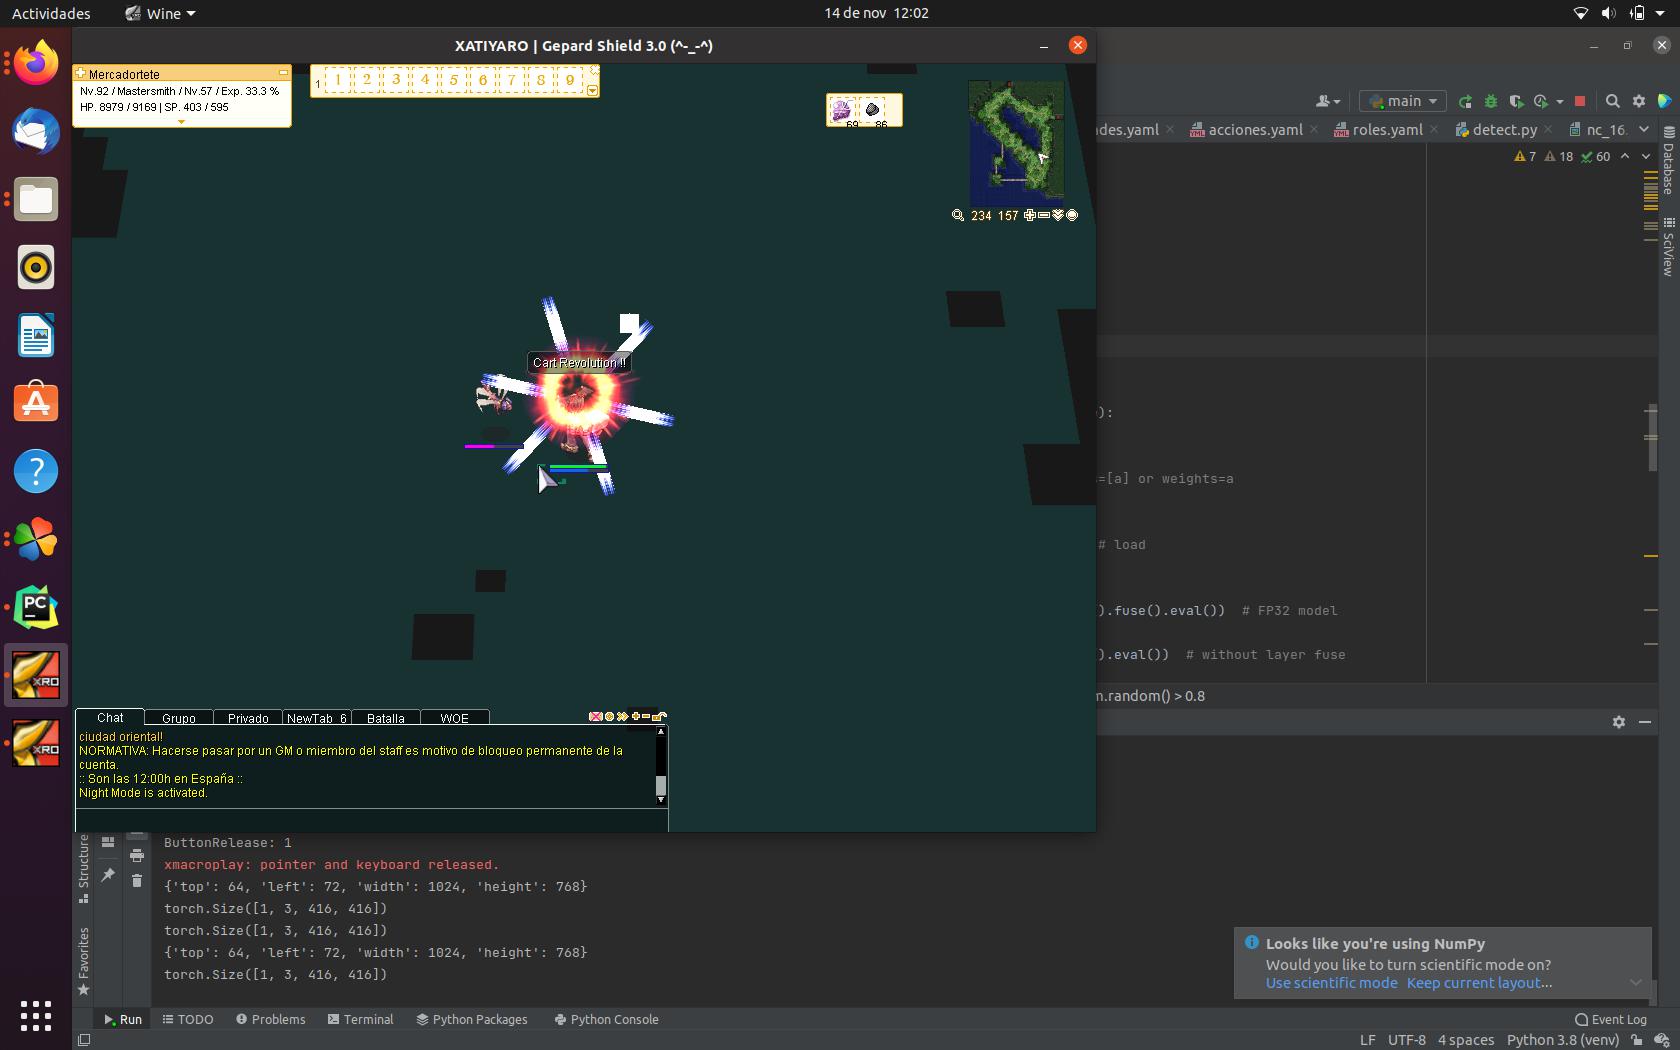 Actividades
Wine
14 de nov 12:02
XATIYARO | Gepard Shield 3.0 (^-_-^)
Mercadortete
Nv.92 / Mastersmith / Nv.57 / Exp. 33.3 %
HP. 8979 / 9169 | SP. 403 / 595
1 1 2 3 4 5 6 7 8 9
69 86
234 157
Cart Revolution !!
main
des.yaml
acciones.yaml
roles.yaml
detect.py
nc_16.
7 18 60
Database
SciView
):
=[a] or weights=a
# load
).fuse().eval()) # FP32 model
).eval()) # without layer fuse
m.random() > 0.8
Chat Grupo Privado NewTab_6 Batalla WOE
ciudad oriental!
NORMATIVA: Hacerse pasar por un GM o miembro del staff es motivo de bloqueo permanente de la
cuenta.
:: Son las 12:00h en España ::
Night Mode is activated.
PC
XRO
XRO
Structure
Favorites
ButtonRelease: 1
xmacroplay: pointer and keyboard released.
{'top': 64, 'left': 72, 'width': 1024, 'height': 768}
torch.Size([1, 3, 416, 416])
torch.Size([1, 3, 416, 416])
{'top': 64, 'left': 72, 'width': 1024, 'height': 768}
torch.Size([1, 3, 416, 416])
Looks like you're using NumPy
Would you like to turn scientific mode on?
Use scientific mode Keep current layout...
Run TODO Problems Terminal Python Packages Python Console
Event Log
LF UTF-8 4 spaces Python 3.8 (venv)